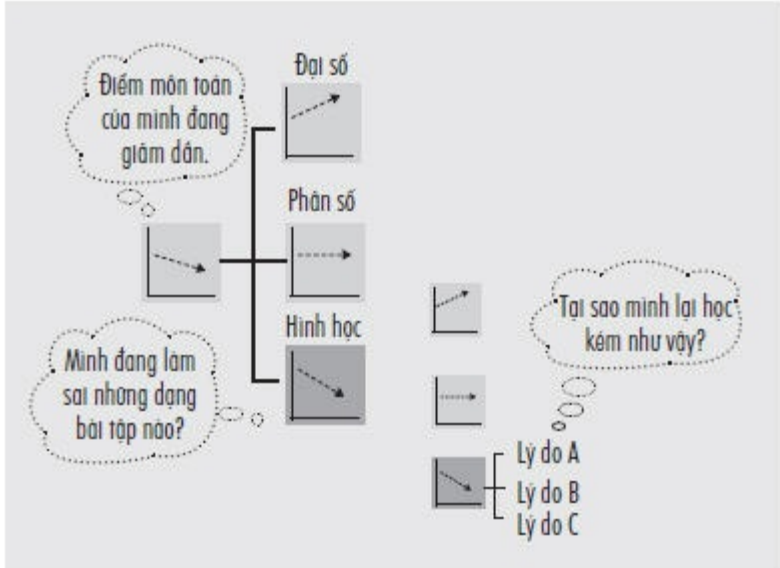 Điểm môn toán
của mình đang
giảm dần.
Đại số
Phân số
Hình học
Mình đang làm
sai những dạng
bài tập nào?
Tại sao mình lại học
kém như vậy?
Lý do A
Lý do B
Lý do C